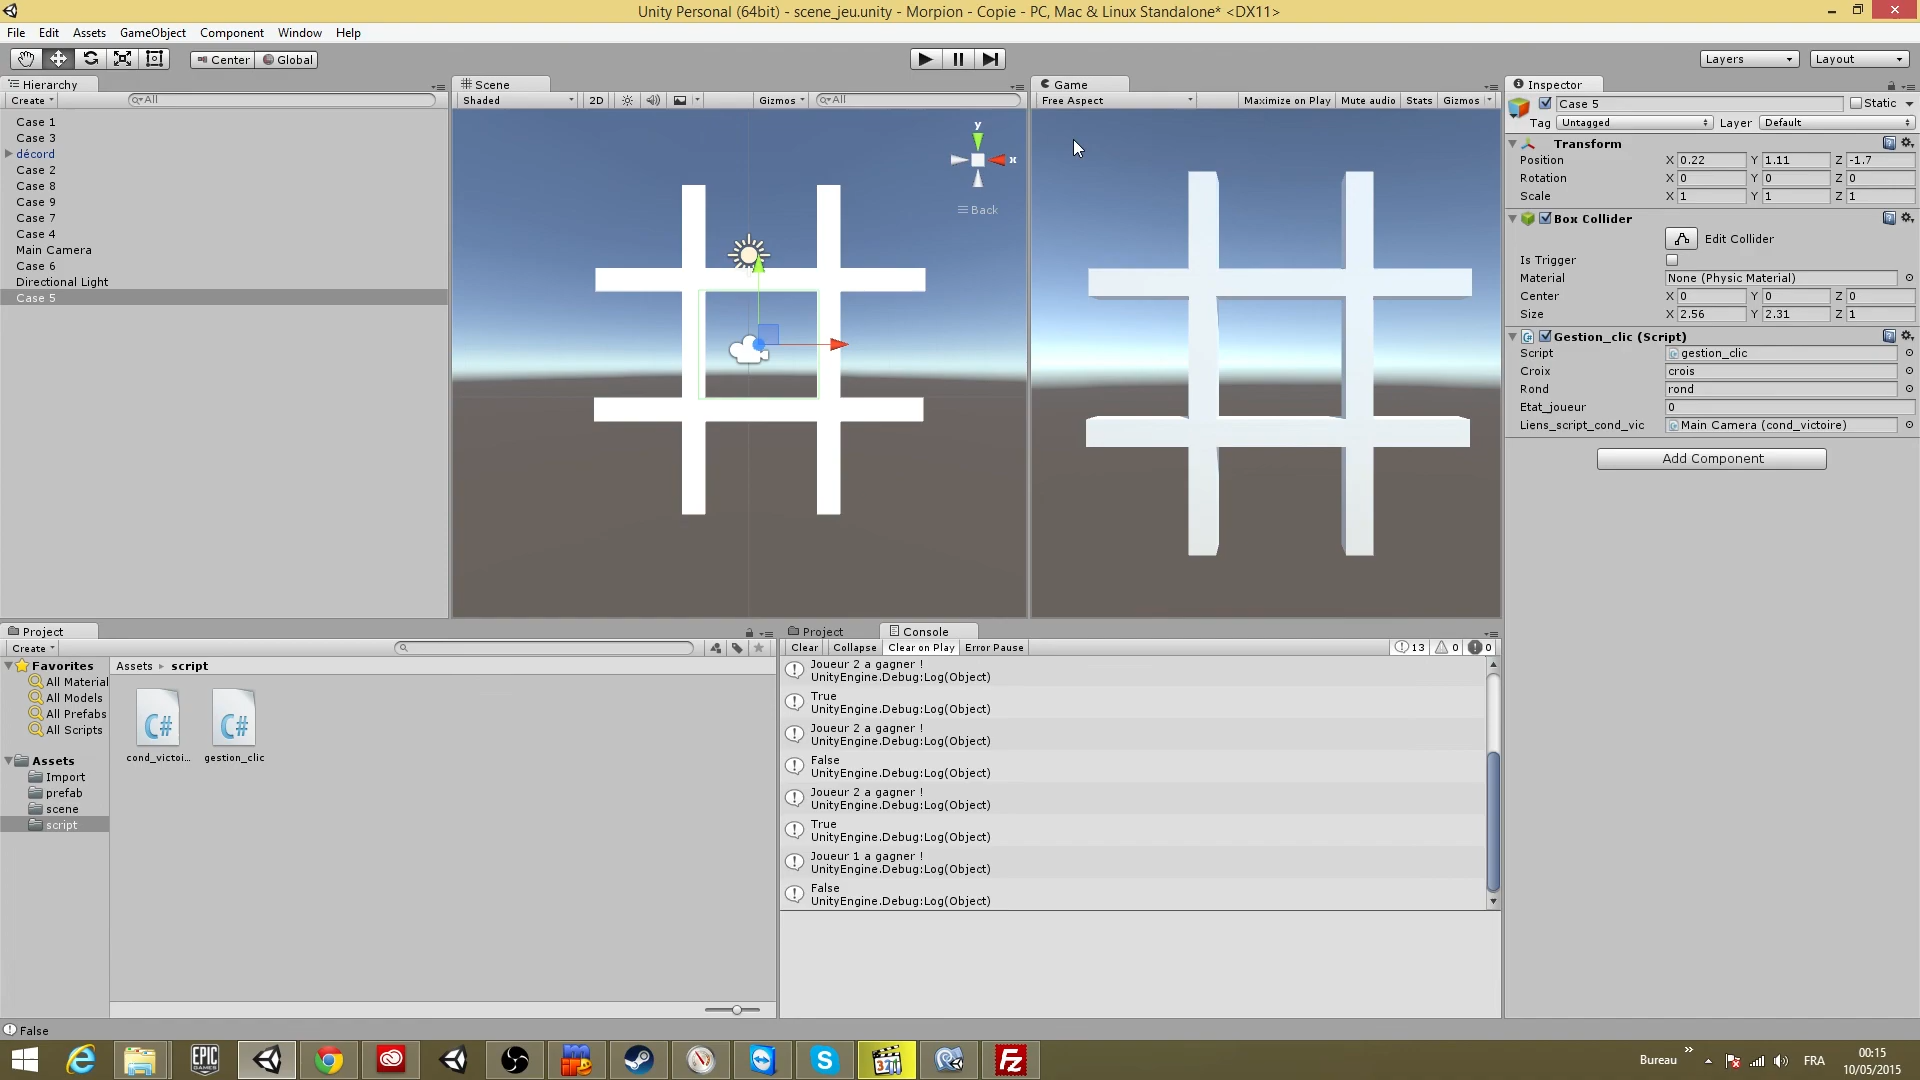 Unity Personal (64bit) - scene_jeu.unity - Morpion - Copie - PC, Mac & Linux Standalone* <DX11>
File Edit Assets GameObject Component Window Help
Center Global Layers Layout
Hierarchy
Create All
Case 1
Case 3
décord
Case 2
Case 8
Case 9
Case 7
Case 4
Main Camera
Case 6
Directional Light
Case 5
Scene
Shaded 2D Gizmos All
y
x
Back
Game
Free Aspect Maximize on Play Mute audio Stats Gizmos
Inspector
Case 5 Static
Tag Untagged Layer Default
Transform
Position X 0.22 Y 1.11 Z -1.7
Rotation X 0 Y 0 Z 0
Scale X 1 Y 1 Z 1
Box Collider
Edit Collider
Is Trigger
Material None (Physic Material)
Center X 0 Y 0 Z 0
Size X 2.56 Y 2.31 Z 1
Gestion_clic (Script)
Script gestion_clic
Croix crois
Rond rond
Etat_joueur 0
Liens_script_cond_vic Main Camera (cond_victoire)
Add Component
Project
Create
Favorites
All Material
All Models
All Prefabs
All Scripts
Assets
Import
prefab
scene
script
Assets script
C# C#
cond_victoi... gestion_clic
Project Console
Clear Collapse Clear on Play Error Pause 13 0 0
Joueur 2 a gagner !
UnityEngine.Debug:Log(Object)
True
UnityEngine.Debug:Log(Object)
Joueur 2 a gagner !
UnityEngine.Debug:Log(Object)
False
UnityEngine.Debug:Log(Object)
Joueur 2 a gagner !
UnityEngine.Debug:Log(Object)
True
UnityEngine.Debug:Log(Object)
Joueur 1 a gagner !
UnityEngine.Debug:Log(Object)
False
UnityEngine.Debug:Log(Object)
False
EPIC GAMES
321
Fz
Bureau » FRA
00:15
10/05/2015